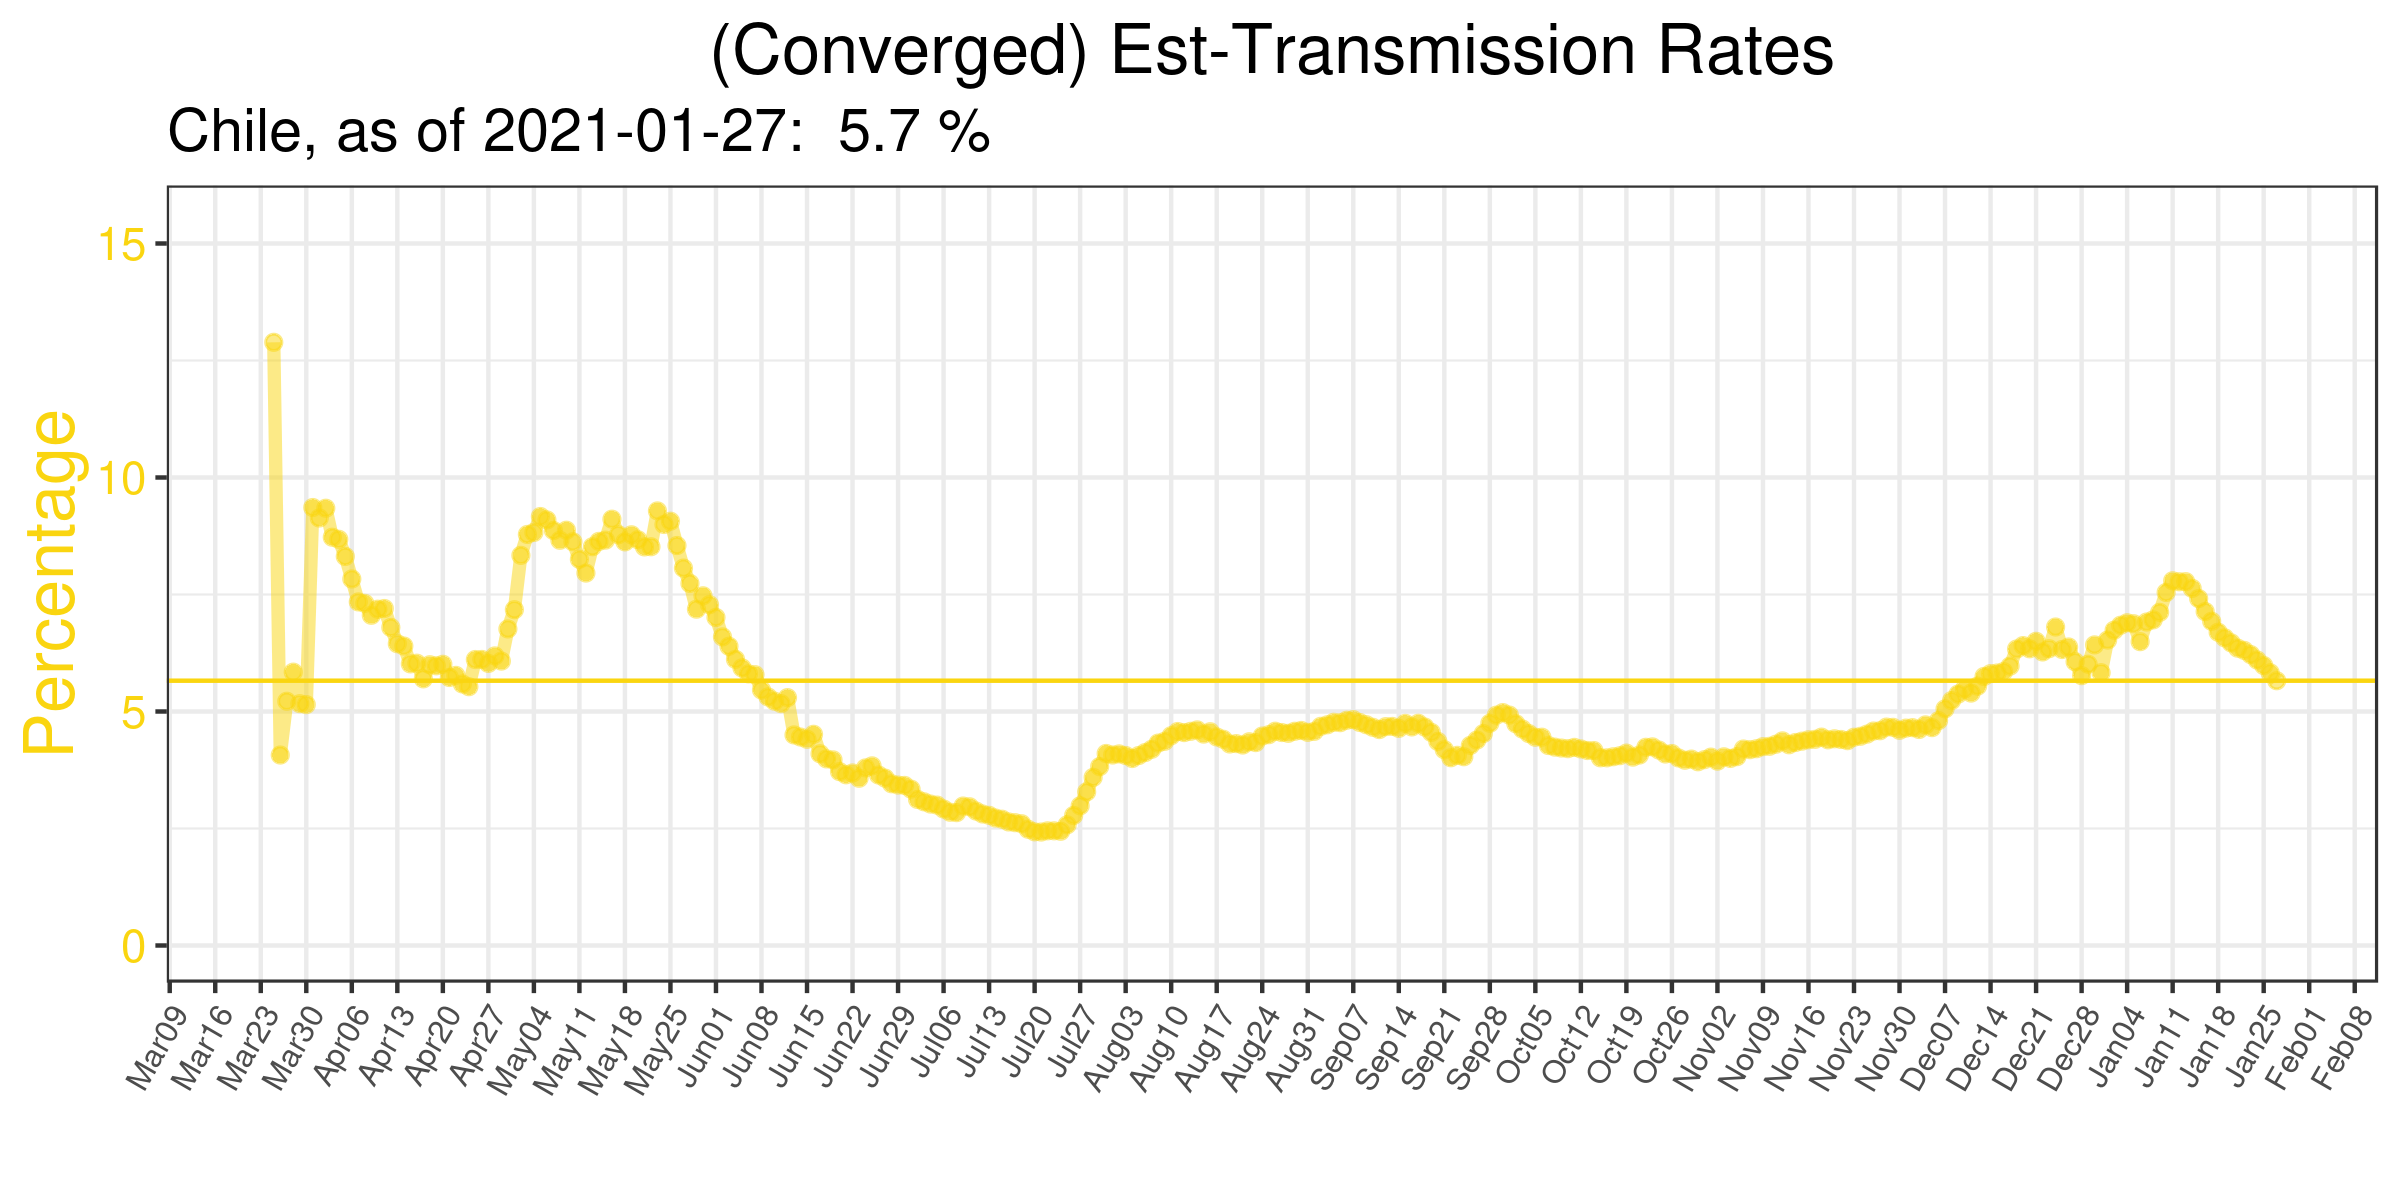 (Converged) Est-Transmission Rates
Chile, as of 2021-01-27:  5.7 %
Percentage
15
10
5
0
Mar09
Mar16
Mar23
Mar30
Apr06
Apr13
Apr20
Apr27
May04
May11
May18
May25
Jun01
Jun08
Jun15
Jun22
Jun29
Jul06
Jul13
Jul20
Jul27
Aug03
Aug10
Aug17
Aug24
Aug31
Sep07
Sep14
Sep21
Sep28
Oct05
Oct12
Oct19
Oct26
Nov02
Nov09
Nov16
Nov23
Nov30
Dec07
Dec14
Dec21
Dec28
Jan04
Jan11
Jan18
Jan25
Feb01
Feb08